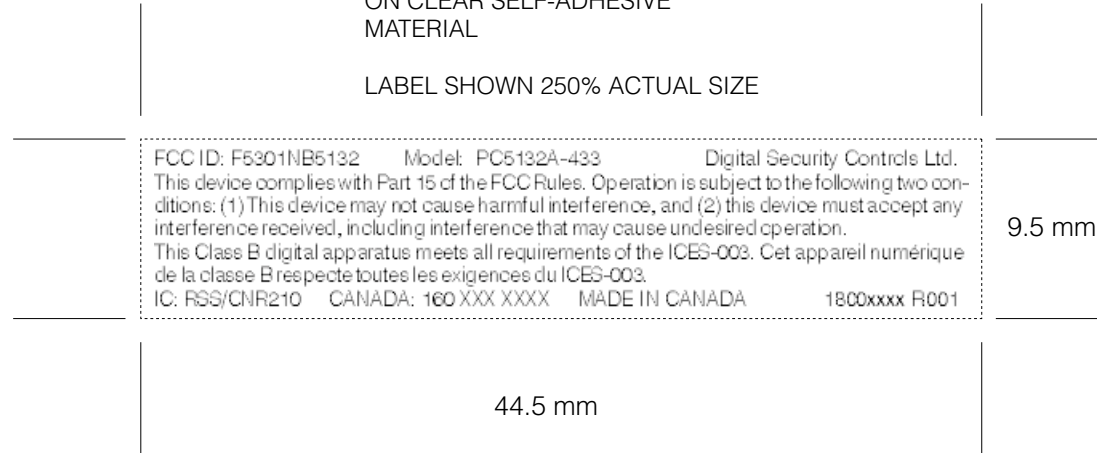 ON CLEAR SELF-ADHESIVE
MATERIAL
LABEL SHOWN 250% ACTUAL SIZE
FCC ID: F5301NB5132 Model: PC5132A-433 Digital Security Controls Ltd.
This device complies with Part 15 of the FCC Rules. Operation is subject to the following two con-
ditions: (1) This device may not cause harmful interference, and (2) this device must accept any
interference received, including interference that may cause undesired operation.
This Class B digital apparatus meets all requirements of the ICES-003. Cet appareil numérique
de la classe B respecte toutes les exigences du ICES-003.
IC: RSS/CNR210 CANADA: 160 XXX XXXX MADE IN CANADA 1800xxxx R001
9.5 mm
44.5 mm